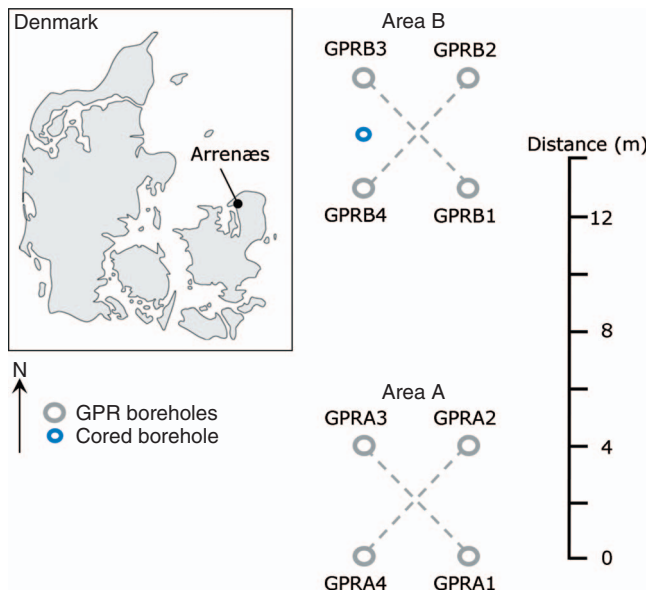 Denmark
Arrenæs
N
GPR boreholes
Cored borehole
Area B
GPRB3 GPRB2
GPRB4 GPRB1
Area A
GPRA3 GPRA2
GPRA4 GPRA1
Distance (m)
12
8
4
0